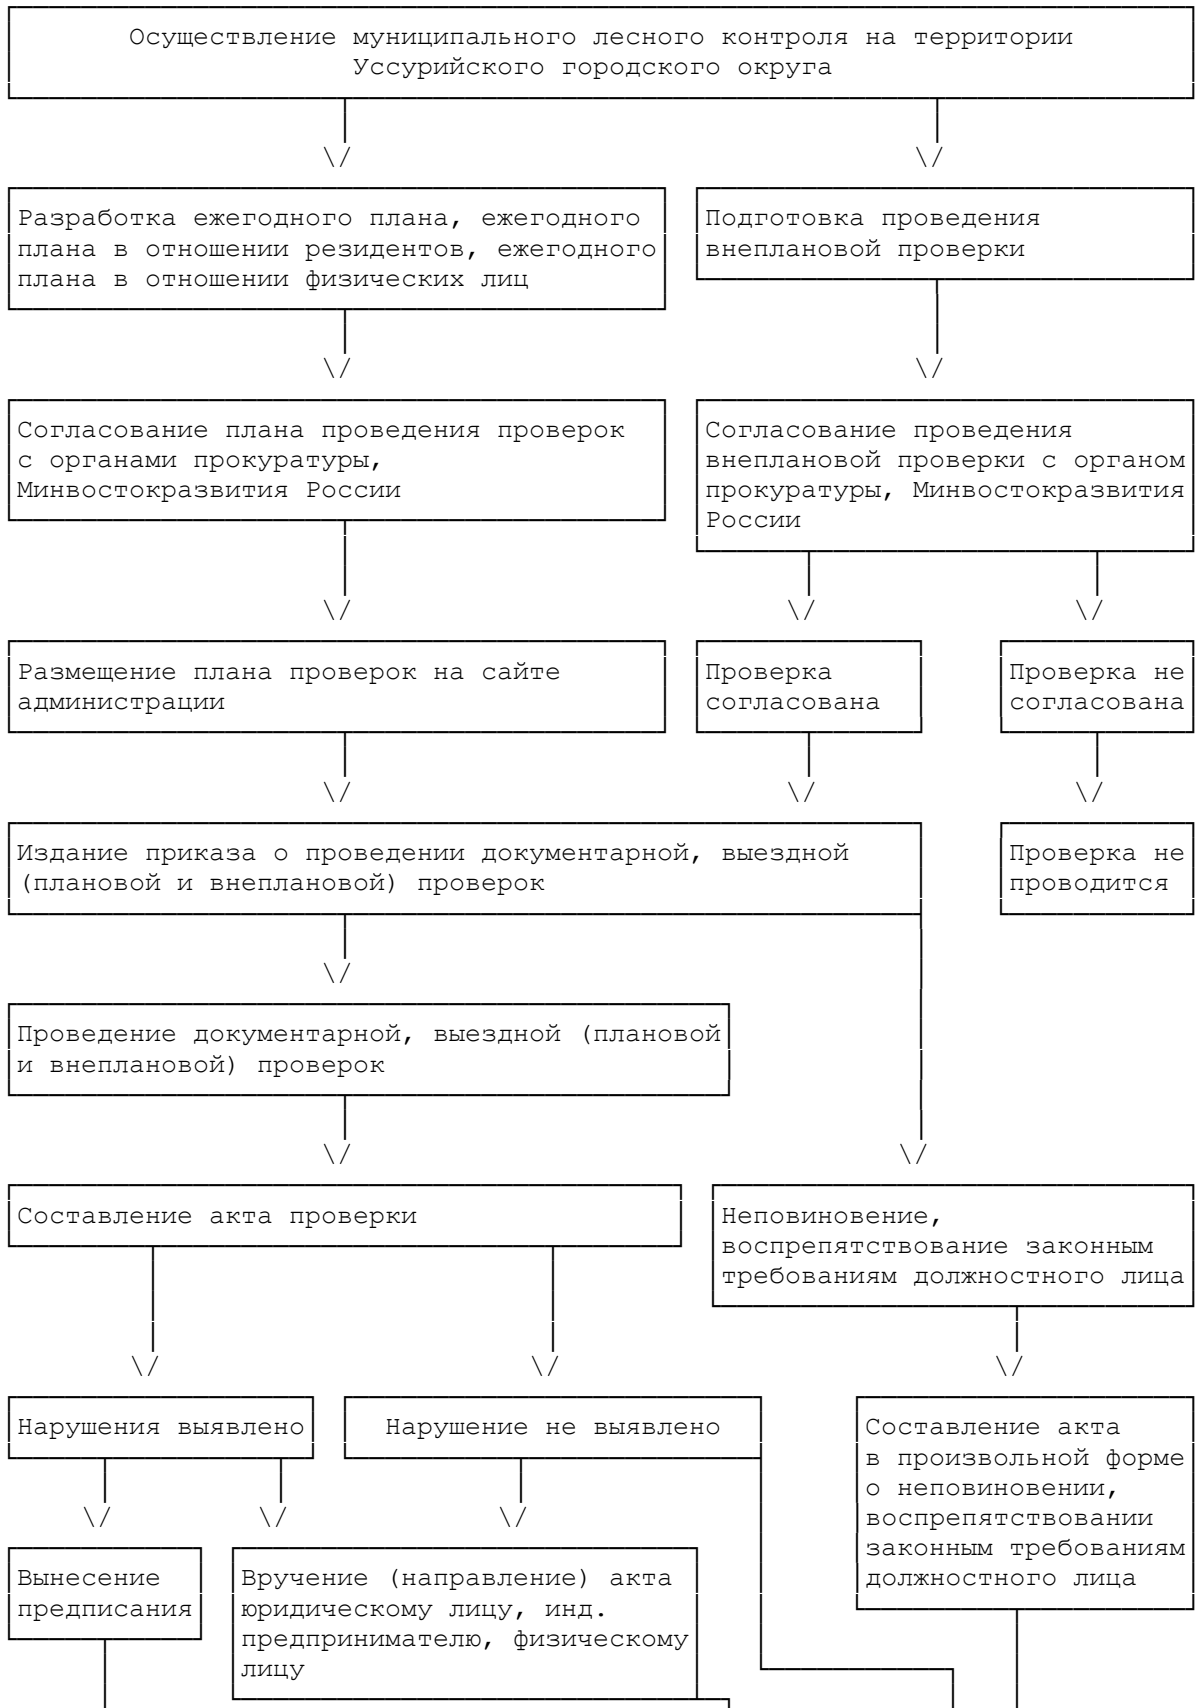 Осуществление муниципального лесного контроля на территории
Уссурийского городского округа
Разработка ежегодного плана, ежегодного
плана в отношении резидентов, ежегодного
плана в отношении физических лиц
Подготовка проведения
внеплановой проверки
Согласование плана проведения проверок
с органами прокуратуры,
Минвостокразвития России
Согласование проведения
внеплановой проверки с органом
прокуратуры, Минвостокразвития
России
Размещение плана проверок на сайте
администрации
Проверка
согласована
Проверка не
согласована
Издание приказа о проведении документарной, выездной
(плановой и внеплановой) проверок
Проверка не
проводится
Проведение документарной, выездной (плановой
и внеплановой) проверок
Составление акта проверки
Неповиновение,
воспрепятствование законным
требованиям должностного лица
Нарушения выявлено
Нарушение не выявлено
Составление акта
в произвольной форме
о неповиновении,
воспрепятствовании
законным требованиям
должностного лица
Вынесение
предписания
Вручение (направление) акта
юридическому лицу, инд.
предпринимателю, физическому
лицу